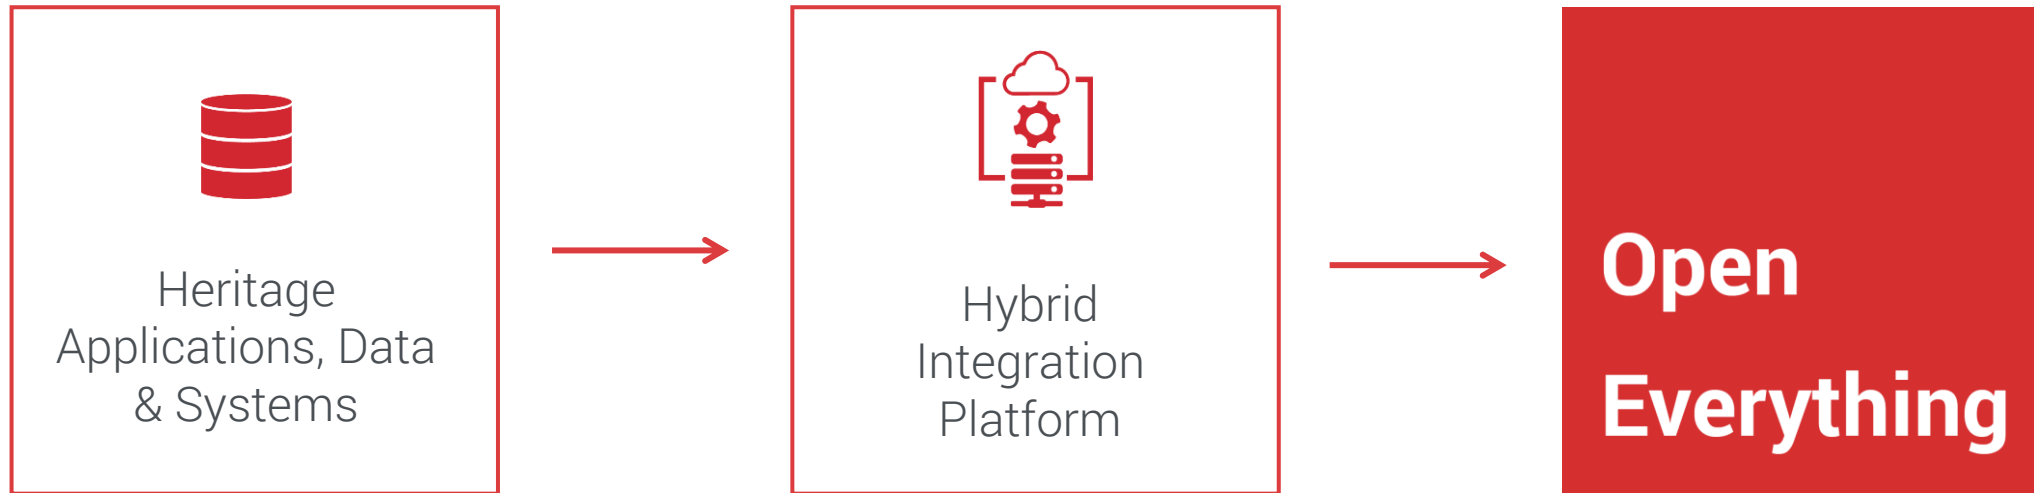 Heritage
Applications, Data
& Systems
Hybrid
Integration
Platform
Open
Everything